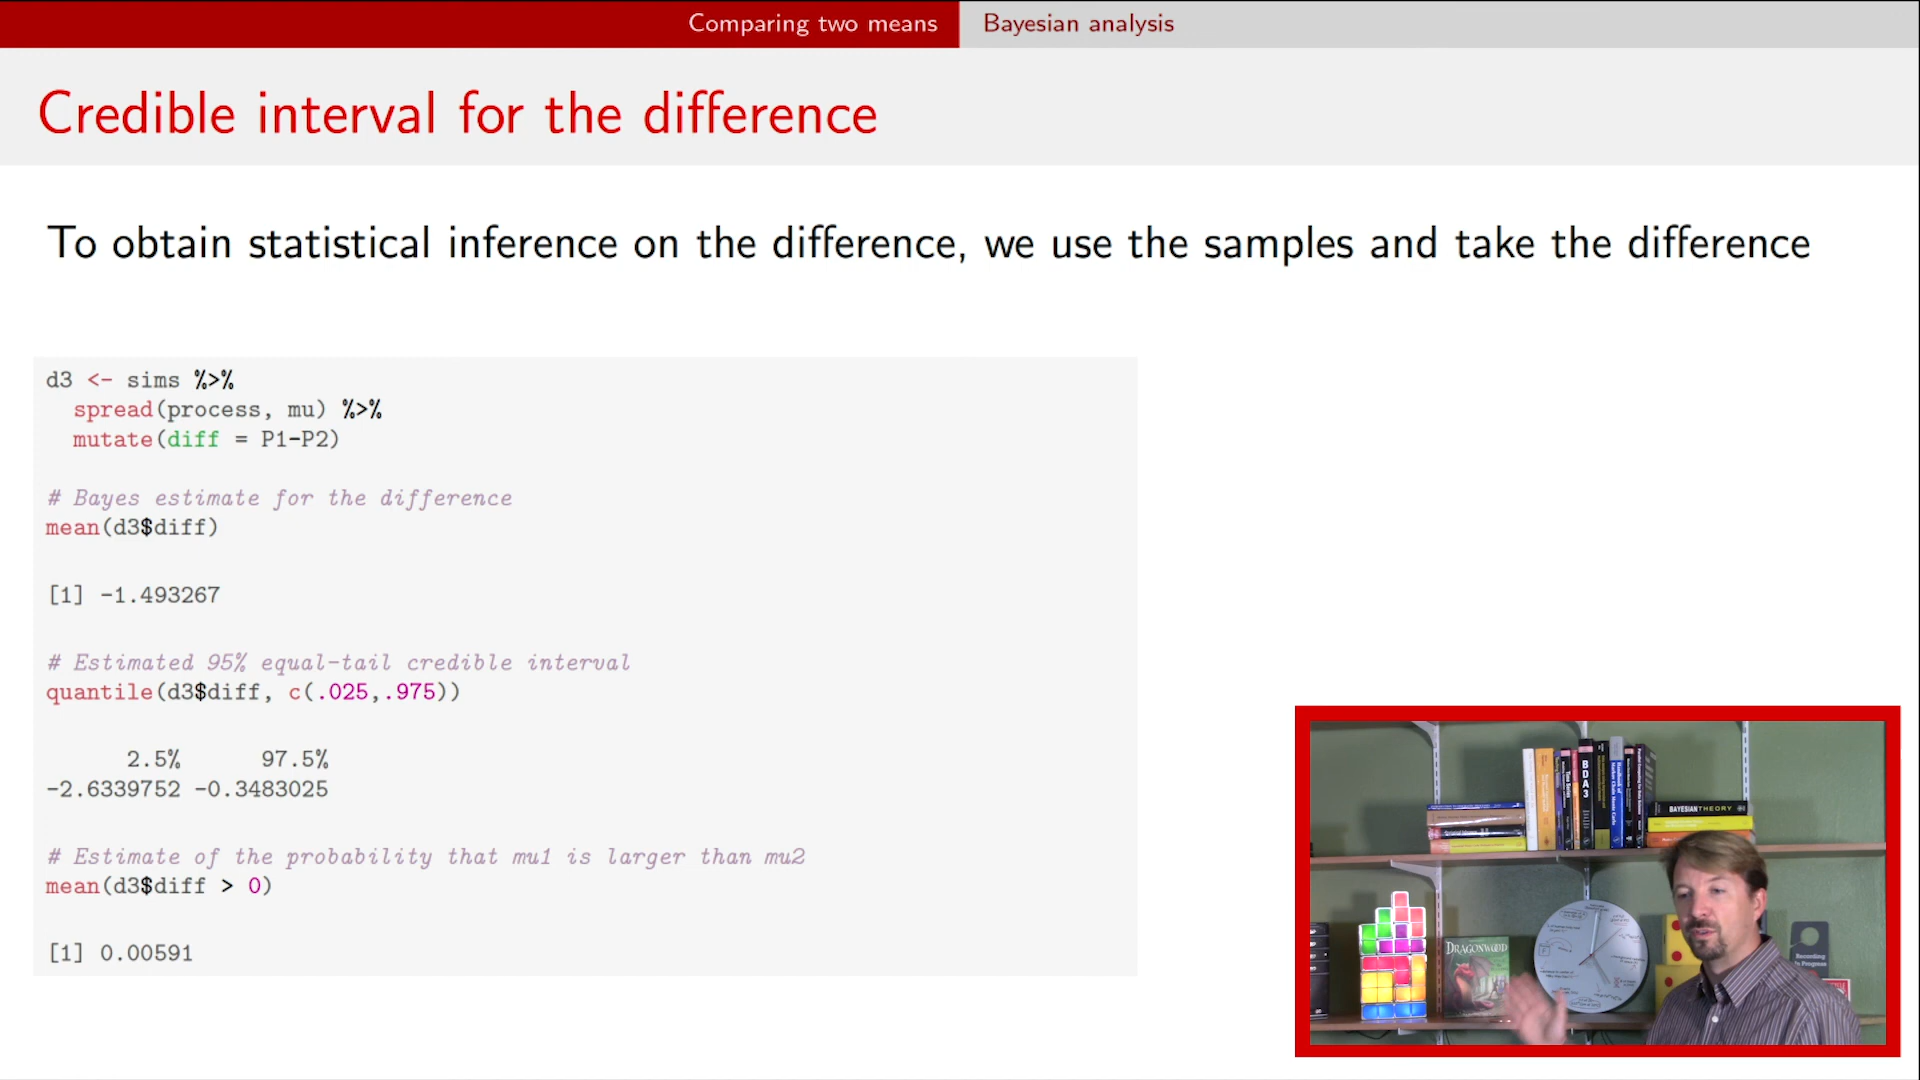 Comparing two means
Bayesian analysis
Credible interval for the difference
To obtain statistical inference on the difference, we use the samples and take the difference
d3 <- sims %>%
spread(process, mu) %>%
mutate(diff = P1-P2)
# Bayes estimate for the difference
mean(d3$diff)
[1] -1.493267
# Estimated 95% equal-tail credible interval
quantile(d3$diff, c(.025,.975))
2.5% 97.5%
-2.6339752 -0.3483025
# Estimate of the probability that mu1 is larger than mu2
mean(d3$diff > 0)
[1] 0.00591
BDA3
BAYESIAN THEORY
DRAGONWOOD
Recording
In Progress